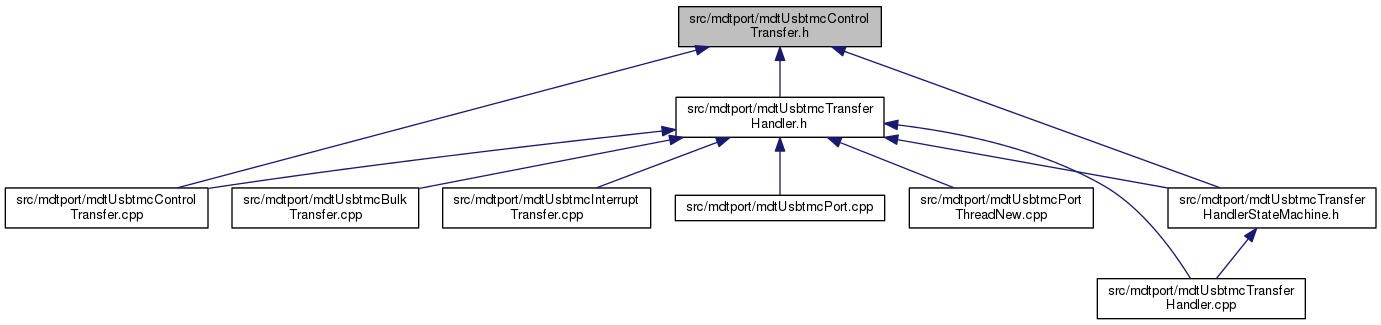 src/mdtport/mdtUsbtmcControl
Transfer.h
src/mdtport/mdtUsbtmcTransfer
Handler.h
src/mdtport/mdtUsbtmcControl
Transfer.cpp
src/mdtport/mdtUsbtmcBulk
Transfer.cpp
src/mdtport/mdtUsbtmcInterrupt
Transfer.cpp
src/mdtport/mdtUsbtmcPort.cpp
src/mdtport/mdtUsbtmcPort
ThreadNew.cpp
src/mdtport/mdtUsbtmcTransfer
HandlerStateMachine.h
src/mdtport/mdtUsbtmcTransfer
Handler.cpp